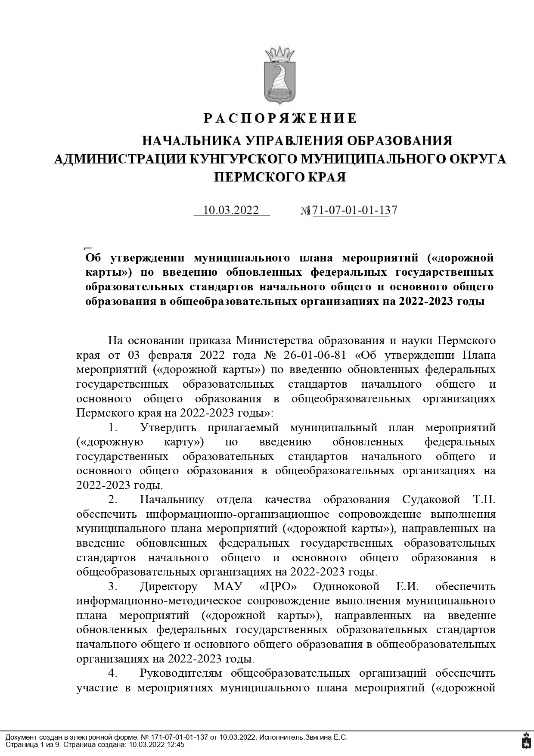 РАСПОРЯЖЕНИЕ
НАЧАЛЬНИКА УПРАВЛЕНИЯ ОБРАЗОВАНИЯ
АДМИНИСТРАЦИИ КУНГУРСКОГО МУНИЦИПАЛЬНОГО ОКРУГА
ПЕРМСКОГО КРАЯ
10.03.2022 №171-07-01-01-137
Об утверждении муниципального плана мероприятий («дорожной
карты») по введению обновленных федеральных государственных
образовательных стандартов начального общего и основного общего
образования в общеобразовательных организациях на 2022-2023 годы
На основании приказа Министерства образования и науки Пермского
края от 03 февраля 2022 года № 26-01-06-81 «Об утверждении Плана
мероприятий («дорожной карты») по введению обновленных федеральных
государственных образовательных стандартов начального общего и
основного общего образования в общеобразовательных организациях
Пермского края на 2022-2023 годы»:
1. Утвердить прилагаемый муниципальный план мероприятий
(«дорожную карту») по введению обновленных федеральных
государственных образовательных стандартов начального общего и
основного общего образования в общеобразовательных организациях на
2022-2023 годы.
2. Начальнику отдела качества образования Судаковой Т.Н.
обеспечить информационно-организационное сопровождение выполнения
муниципального плана мероприятий («дорожной карты»), направленных на
введение обновленных федеральных государственных образовательных
стандартов начального общего и основного общего образования в
общеобразовательных организациях на 2022-2023 годы.
3. Директору МАУ «ЦРО» Одиноковой Е.И. обеспечить
информационно-методическое сопровождение выполнения муниципального
плана мероприятий («дорожной карты»), направленных на введение
обновленных федеральных государственных образовательных стандартов
начального общего и основного общего образования в общеобразовательных
организациях на 2022-2023 годы.
4. Руководителям общеобразовательных организаций обеспечить
участие в мероприятиях муниципального плана мероприятий («дорожной
Документ создан в электронной форме. № 171-07-01-01-137 от 10.03.2022. Исполнитель:Звягина Е.С.
Страница 1 из 9. Страница создана: 10.03.2022 12:45